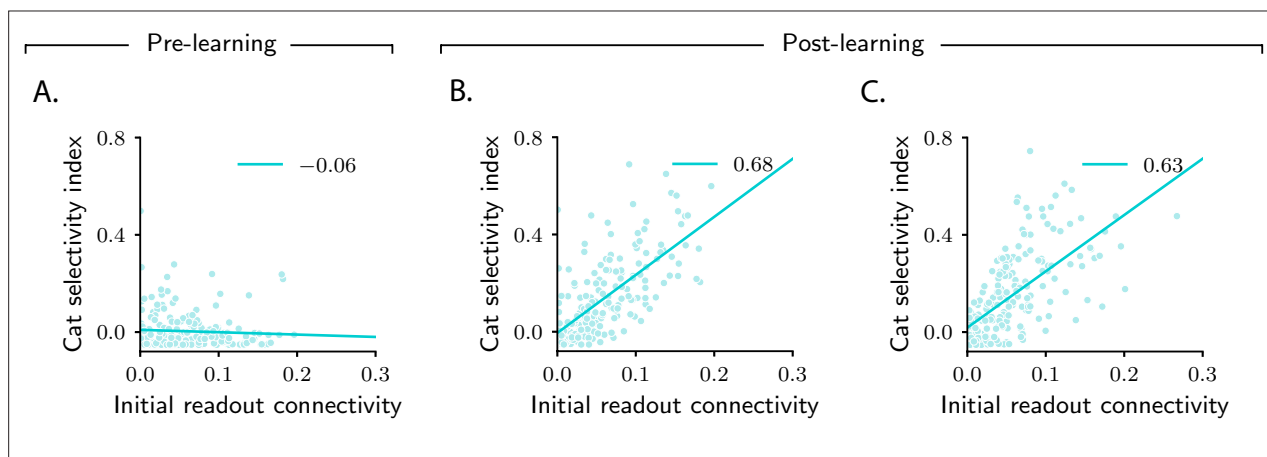 Pre-learning
Post-learning
A.
B.
C.
Cat selectivity index
0.8
0.4
0.0
−0.06
0.0 0.1 0.2 0.3
Initial readout connectivity
Cat selectivity index
0.8
0.4
0.0
0.68
0.0 0.1 0.2 0.3
Initial readout connectivity
Cat selectivity index
0.8
0.4
0.0
0.63
0.0 0.1 0.2 0.3
Initial readout connectivity